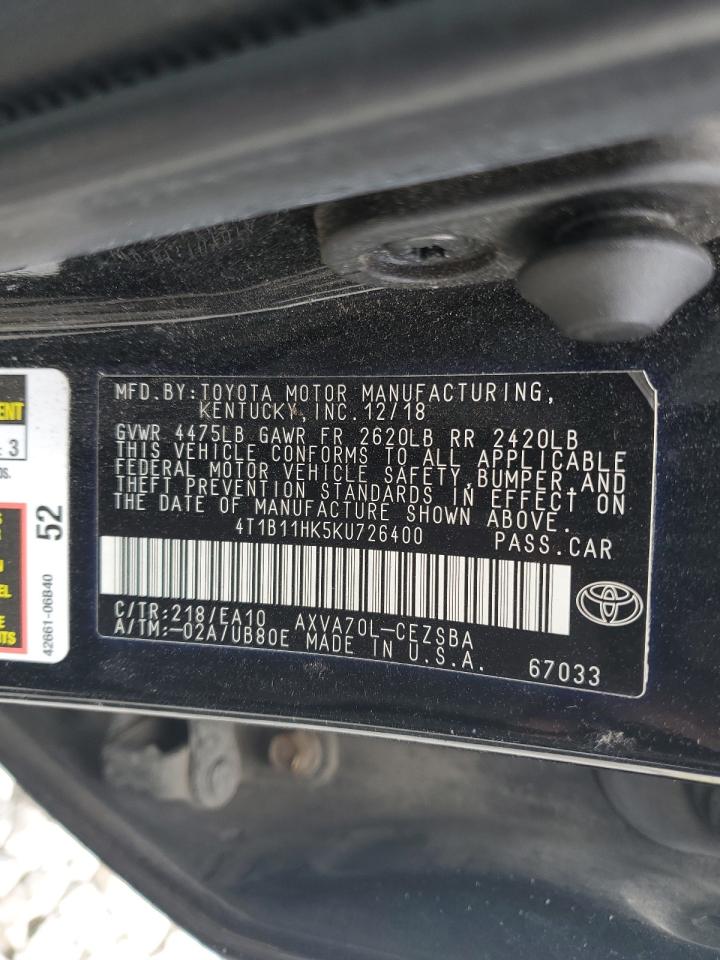 MFD.BY:TOYOTA MOTOR MANUFACTURING,
KENTUCKY, INC. 12/18
GVWR 4475LB GAWR FR 2620LB RR 2420LB
THIS VEHICLE CONFORMS TO ALL APPLICABLE
FEDERAL MOTOR VEHICLE SAFETY, BUMPER, AND
THEFT PREVENTION STANDARDS IN EFFECT ON
THE DATE OF MANUFACTURE SHOWN ABOVE.
4T1B11HK5KU726400 PASS.CAR
C/TR:218/EA10 AXVA70L-CEZSBA
A/TM:-02A/UB80E MADE IN U.S.A. 67033
ENT
3
52
42661-06B40